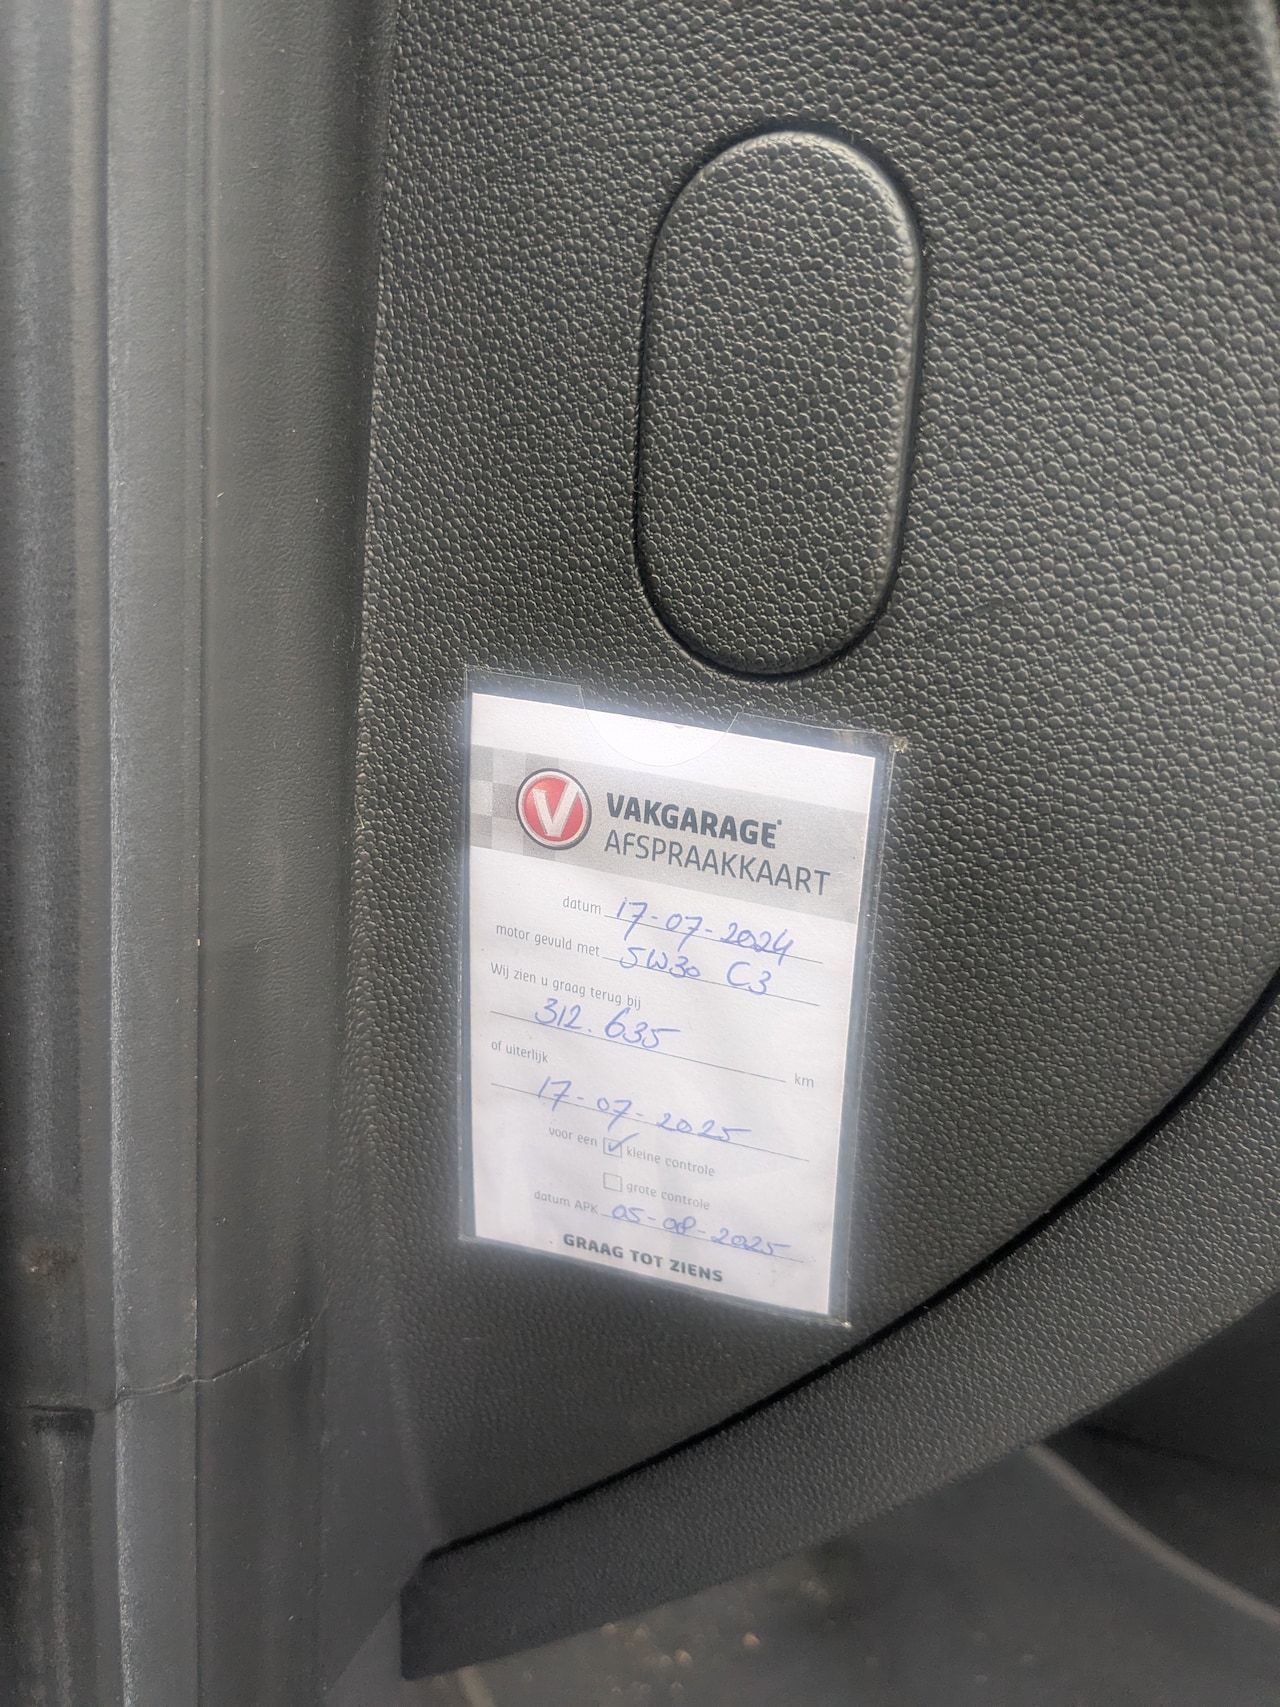 V VAKGARAGE®
AFSPRAAKKAART
datum 17-07-2024
motor gevuld met 5W30 C3
Wij zien u graag terug bij
312.635 km
of uiterlijk
17-07-2025
voor een ☑ kleine controle
☐ grote controle
datum APK 05-08-2025
GRAAG TOT ZIENS